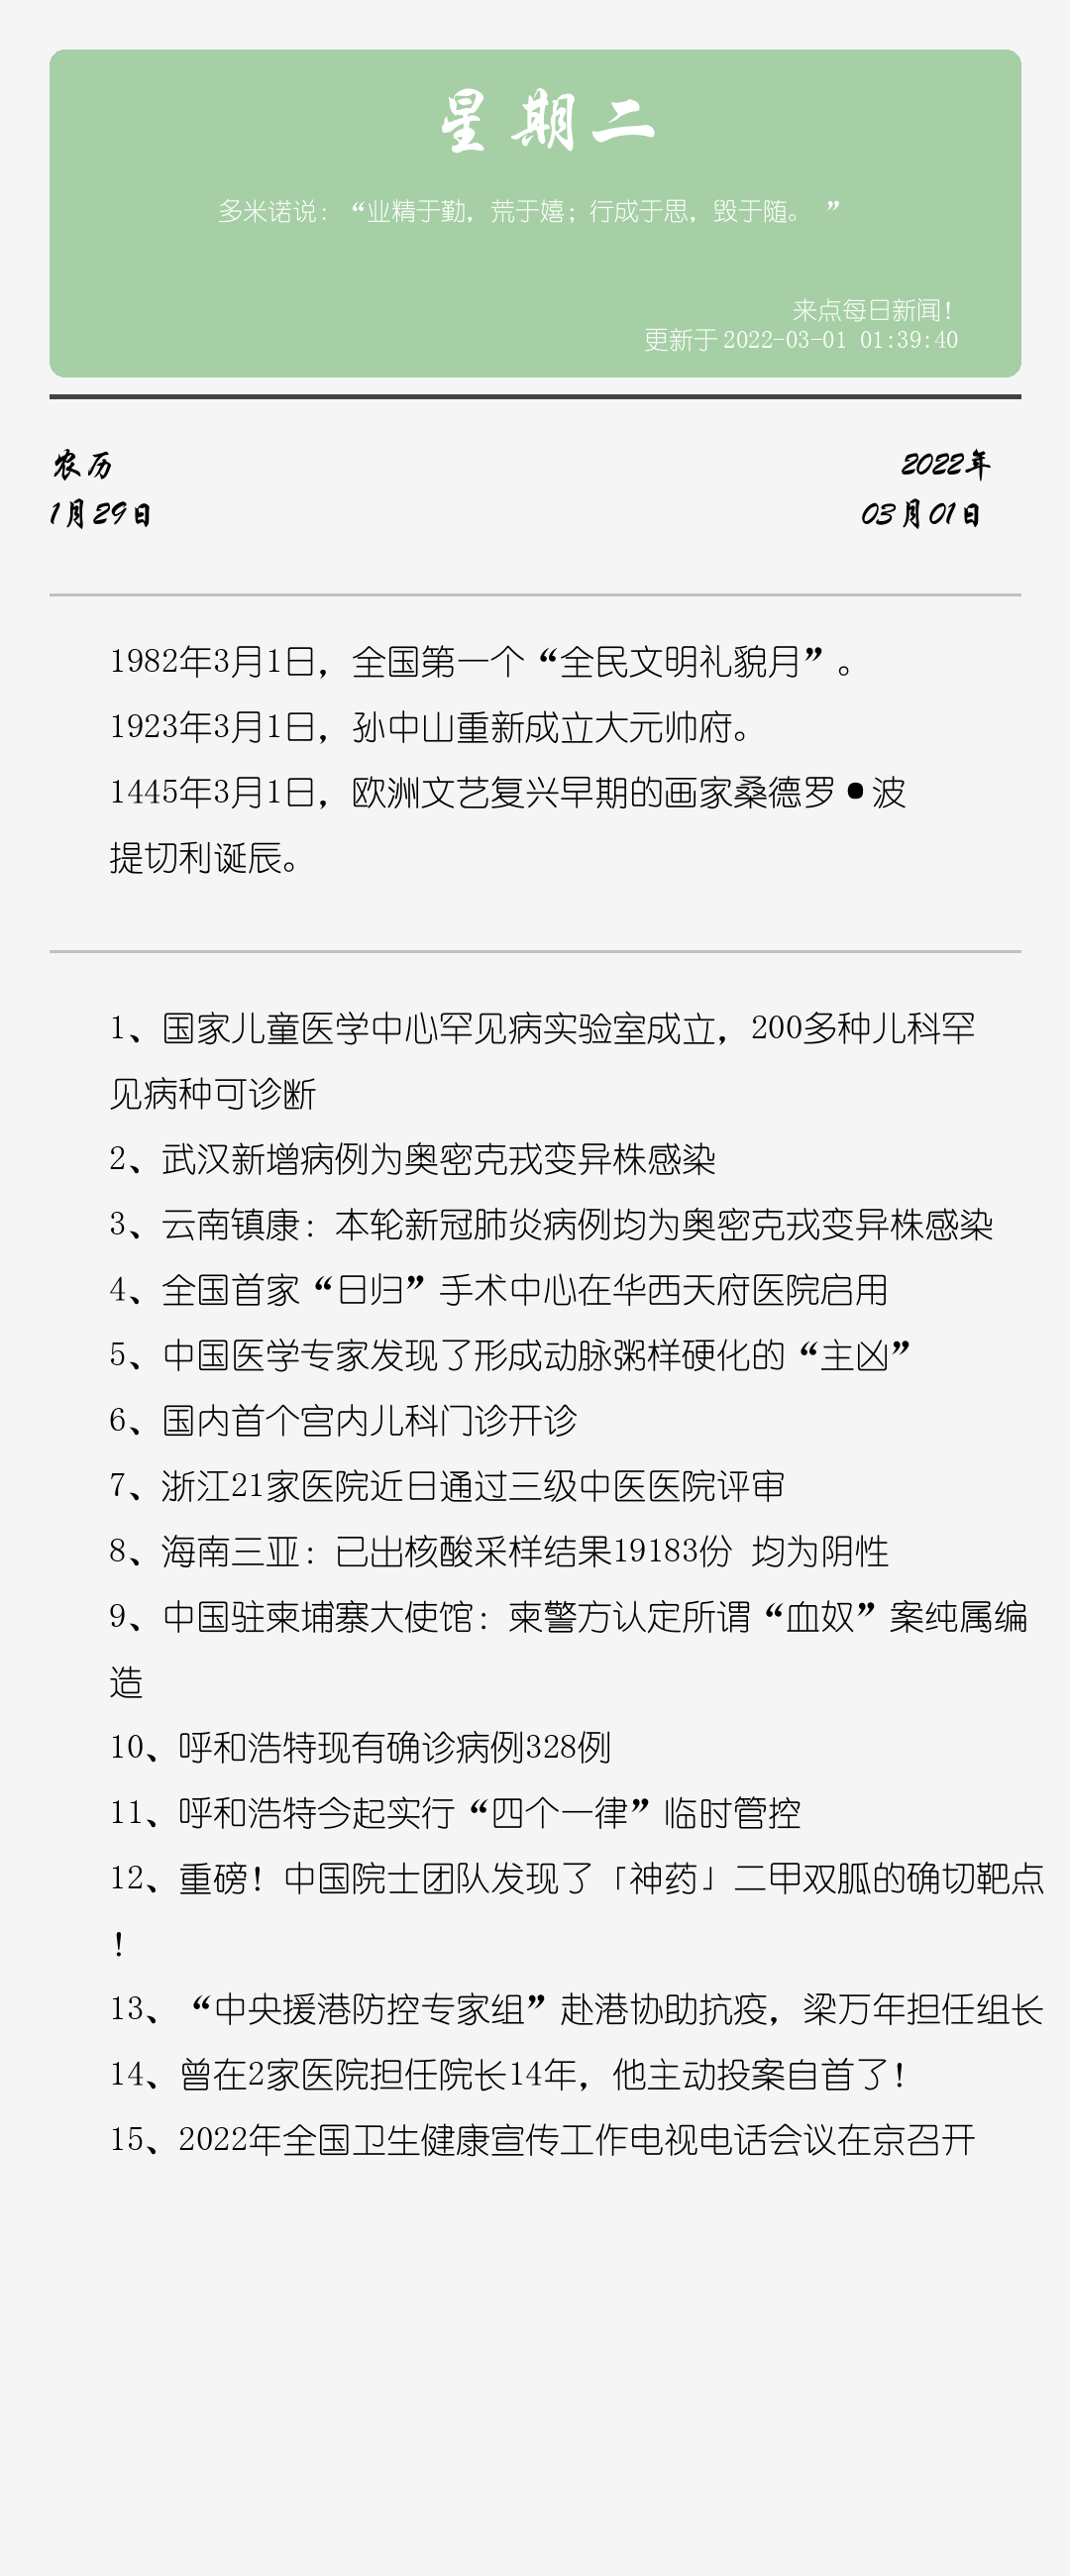 星期二
多米诺说：“业精于勤，荒于嬉；行成于思，毁于随。 ”
来点每日新闻！
更新于2022-03-01 01:39:40
农历
1月29日
2022年
03月01日
1982年3月1日，全国第一个“全民文明礼貌月”。
1923年3月1日，孙中山重新成立大元帅府。
1445年3月1日，欧洲文艺复兴早期的画家桑德罗•波
提切利诞辰。
1、国家儿童医学中心罕见病实验室成立，200多种儿科罕
见病种可诊断
2、武汉新增病例为奥密克戎变异株感染
3、云南镇康：本轮新冠肺炎病例均为奥密克戎变异株感染
4、全国首家“日归”手术中心在华西天府医院启用
5、中国医学专家发现了形成动脉粥样硬化的“主凶”
6、国内首个宫内儿科门诊开诊
7、浙江21家医院近日通过三级中医医院评审
8、海南三亚：已出核酸采样结果19183份 均为阴性
9、中国驻柬埔寨大使馆：柬警方认定所谓“血奴”案纯属编
造
10、呼和浩特现有确诊病例328例
11、呼和浩特今起实行“四个一律”临时管控
12、重磅！中国院士团队发现了「神药」二甲双胍的确切靶点
！
13、“中央援港防控专家组”赴港协助抗疫，梁万年担任组长
14、曾在2家医院担任院长14年，他主动投案自首了！
15、2022年全国卫生健康宣传工作电视电话会议在京召开